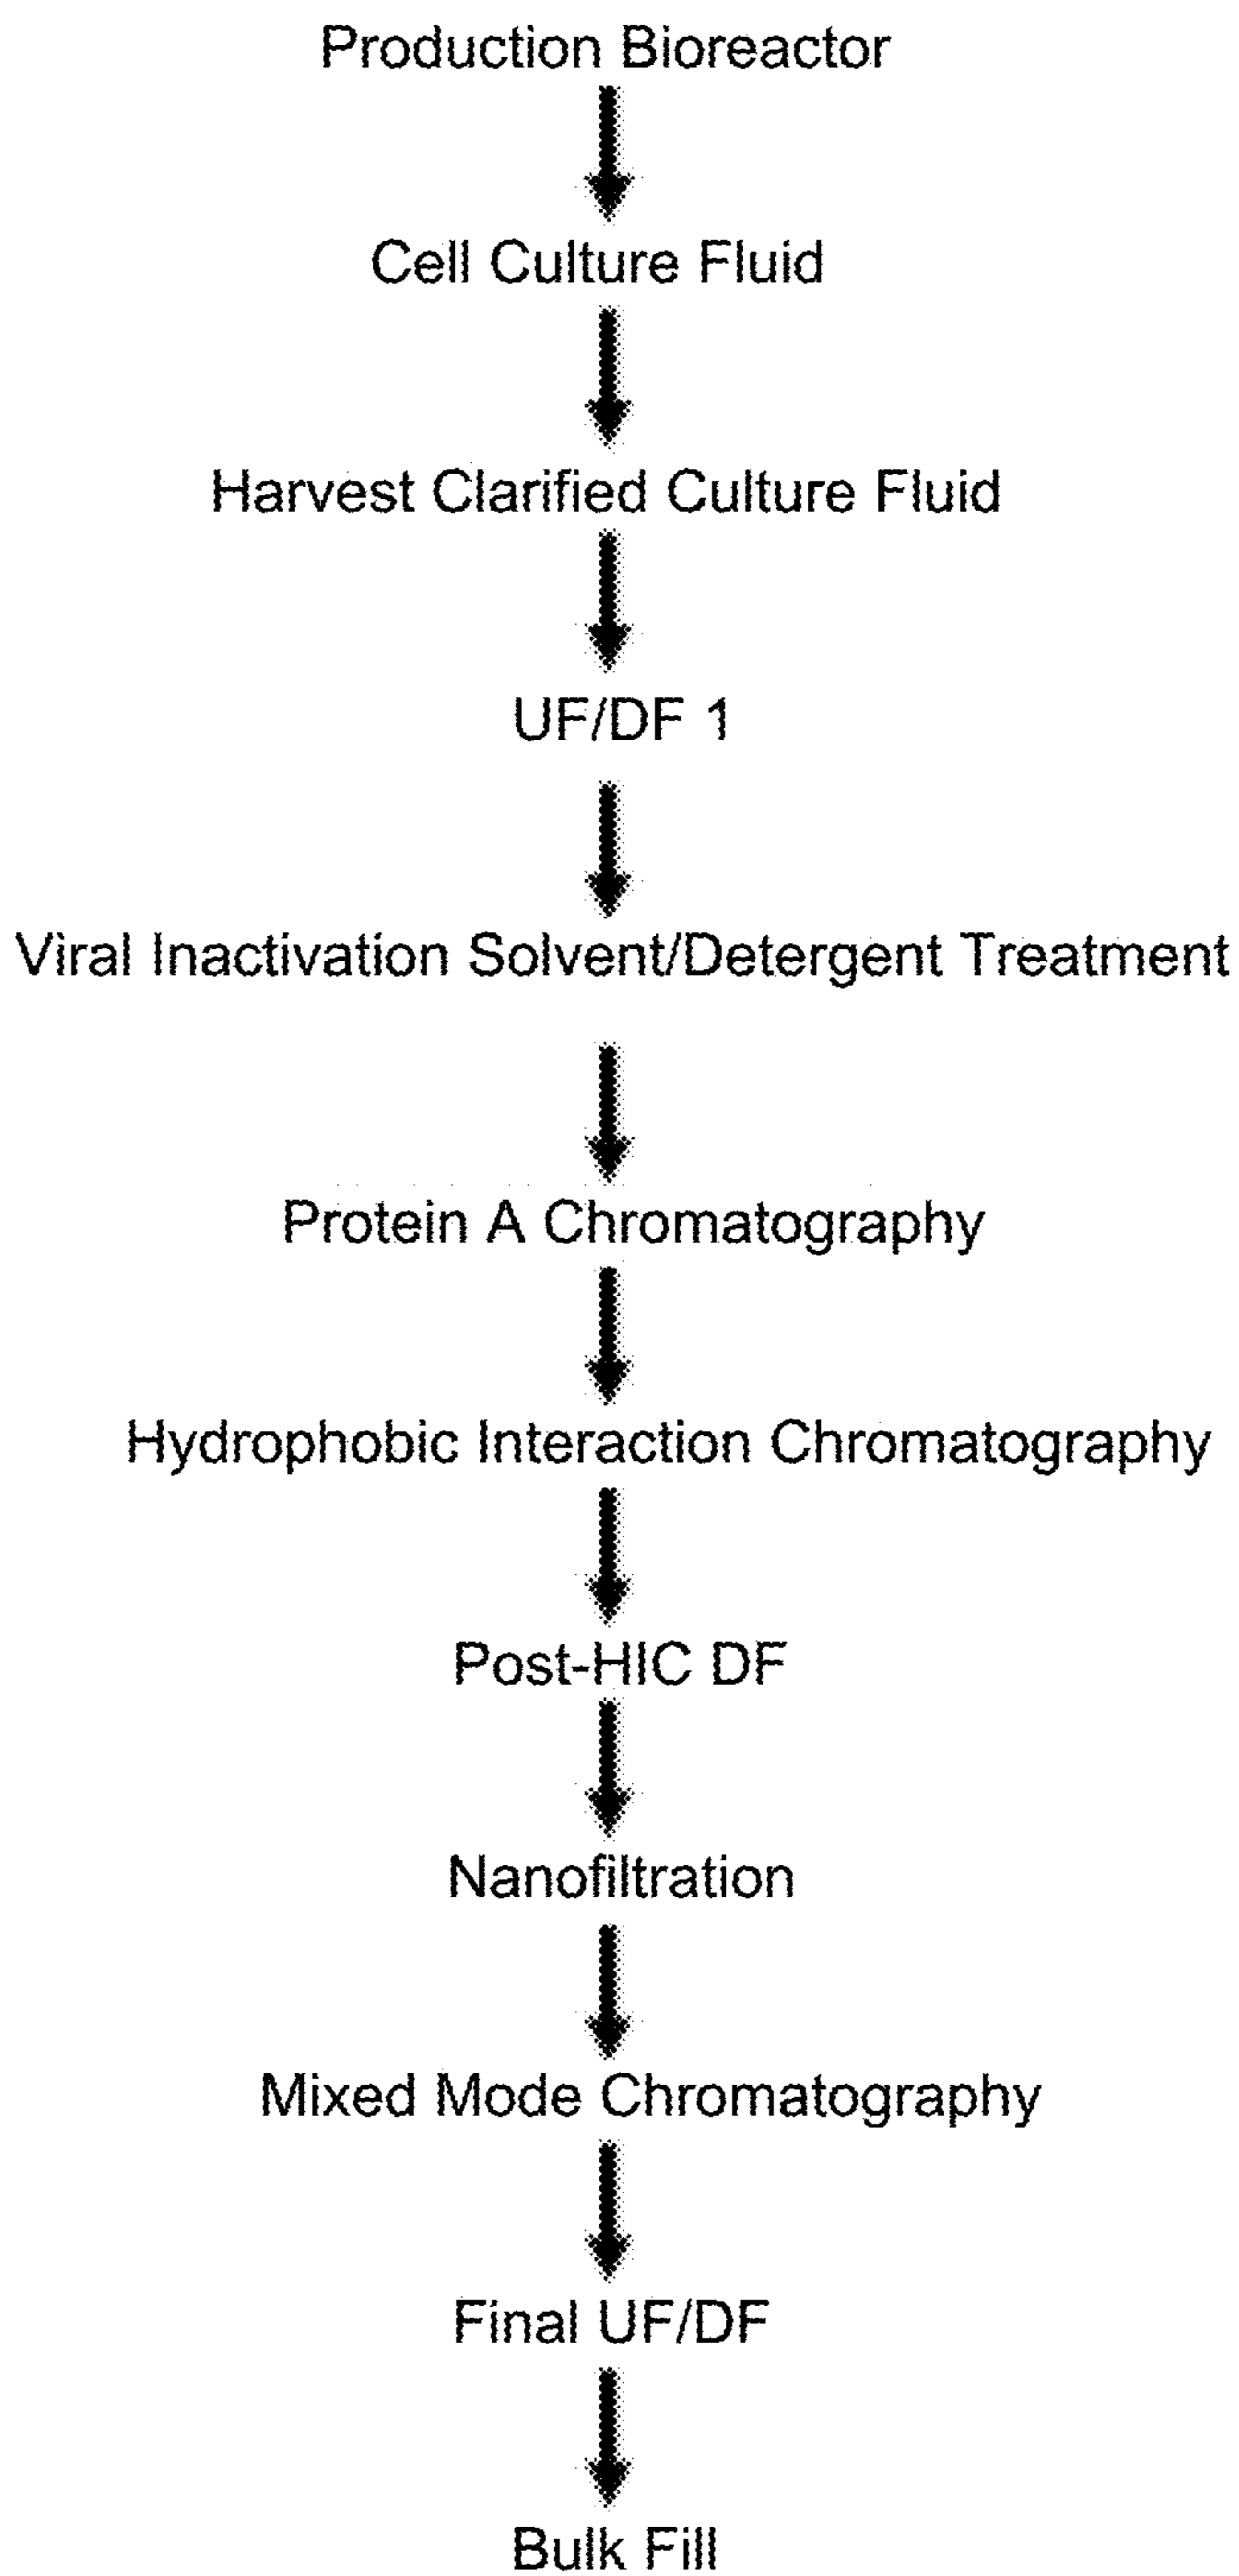 Production Bioreactor
Cell Culture Fluid
Harvest Clarified Culture Fluid
UF/DF 1
Viral Inactivation Solvent/Detergent Treatment
Protein A Chromatography
Hydrophobic Interaction Chromatography
Post-HIC DF
Nanofiltration
Mixed Mode Chromatography
Final UF/DF
Bulk Fill